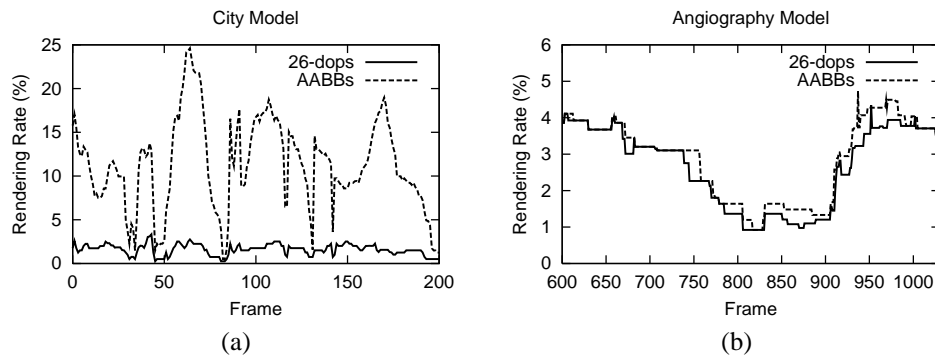 City Model
25
20
15
10
5
0
0 50 100 150 200
Rendering Rate (%)
Frame
26-dops
AABBs
(a)
Angiography Model
6
5
4
3
2
1
0
600 650 700 750 800 850 900 950 1000
Rendering Rate (%)
Frame
26-dops
AABBs
(b)